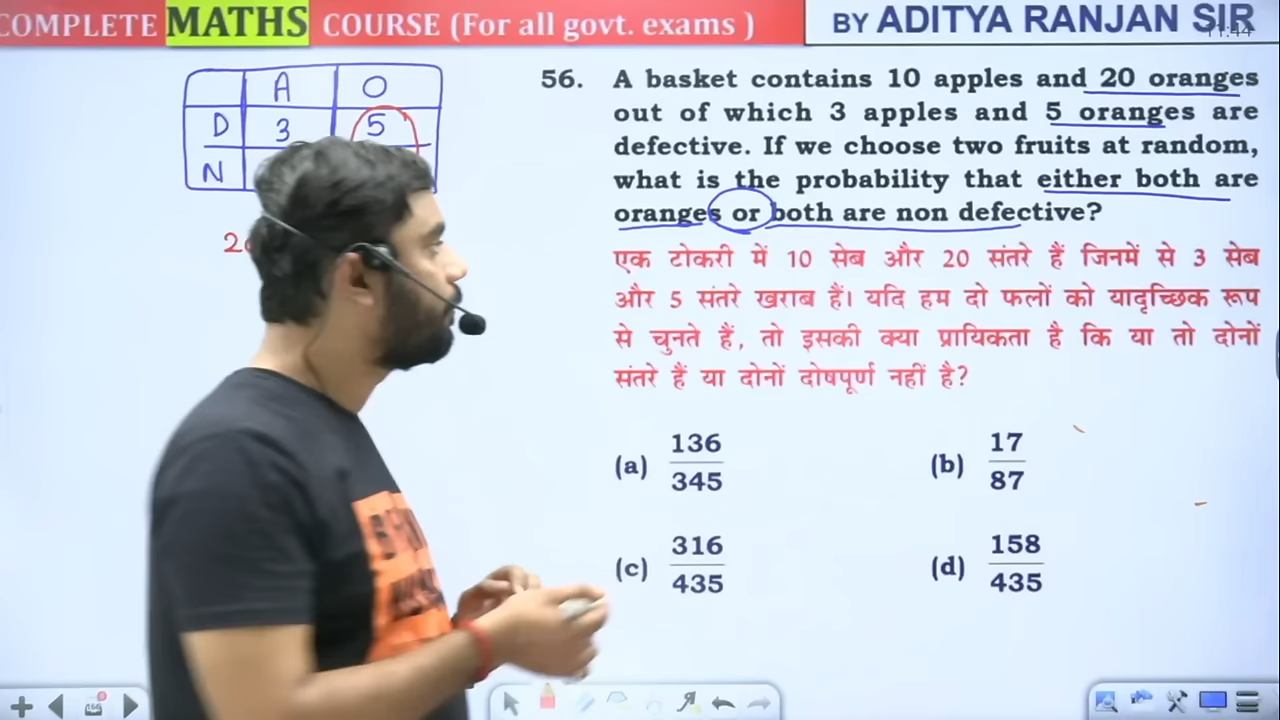 COMPLETE MATHS COURSE (For all govt. exams )
BY ADITYA RANJAN SIR
11:44
A O
D 3 5
N
56. A basket contains 10 apples and 20 oranges
out of which 3 apples and 5 oranges are
defective. If we choose two fruits at random,
what is the probability that either both are
oranges or both are non defective?
एक टोकरी में 10 सेब और 20 संतरे हैं जिनमें से 3 सेब
और 5 संतरे खराब हैं। यदि हम दो फलों को यादृच्छिक रूप
से चुनते हैं, तो इसकी क्या प्रायिकता है कि या तो दोनों
संतरे हैं या दोनों दोषपूर्ण नहीं है?
(a) 136/345 (b) 17/87
(c) 316/435 (d) 158/435